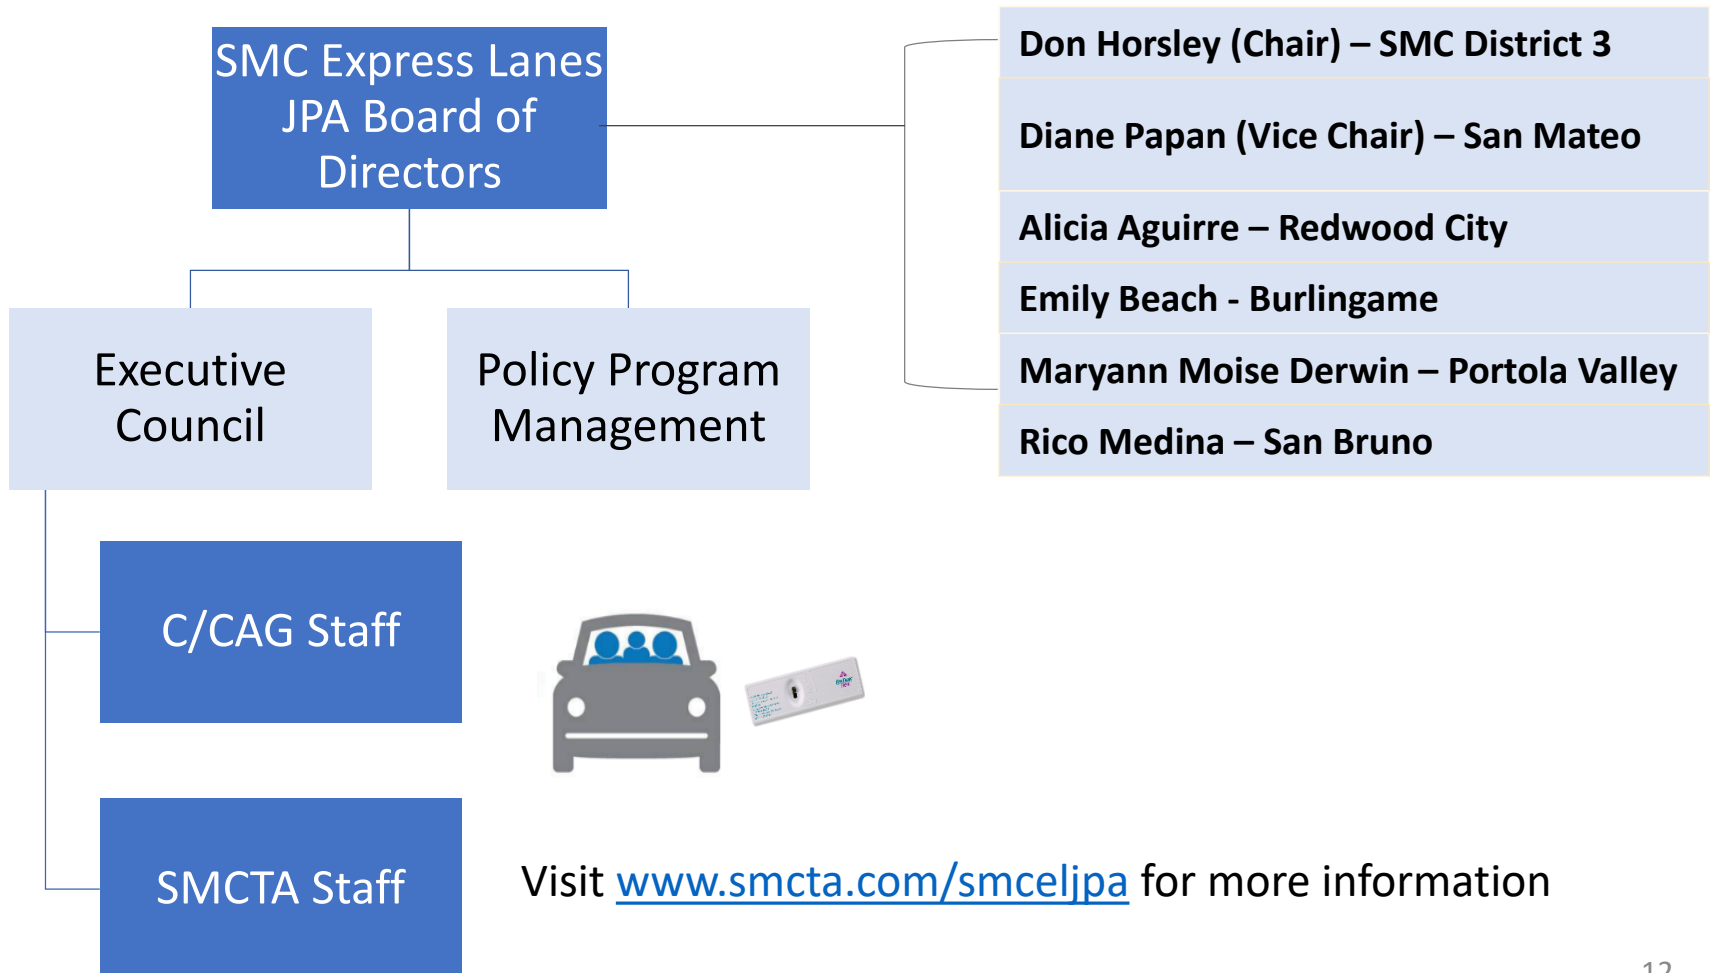 SMC Express Lanes
JPA Board of
Directors
Don Horsley (Chair) – SMC District 3
Diane Papan (Vice Chair) – San Mateo
Alicia Aguirre – Redwood City
Emily Beach - Burlingame
Maryann Moise Derwin – Portola Valley
Rico Medina – San Bruno
Executive
Council
Policy Program
Management
C/CAG Staff
SMCTA Staff
Visit www.smcta.com/smceljpa for more information
12